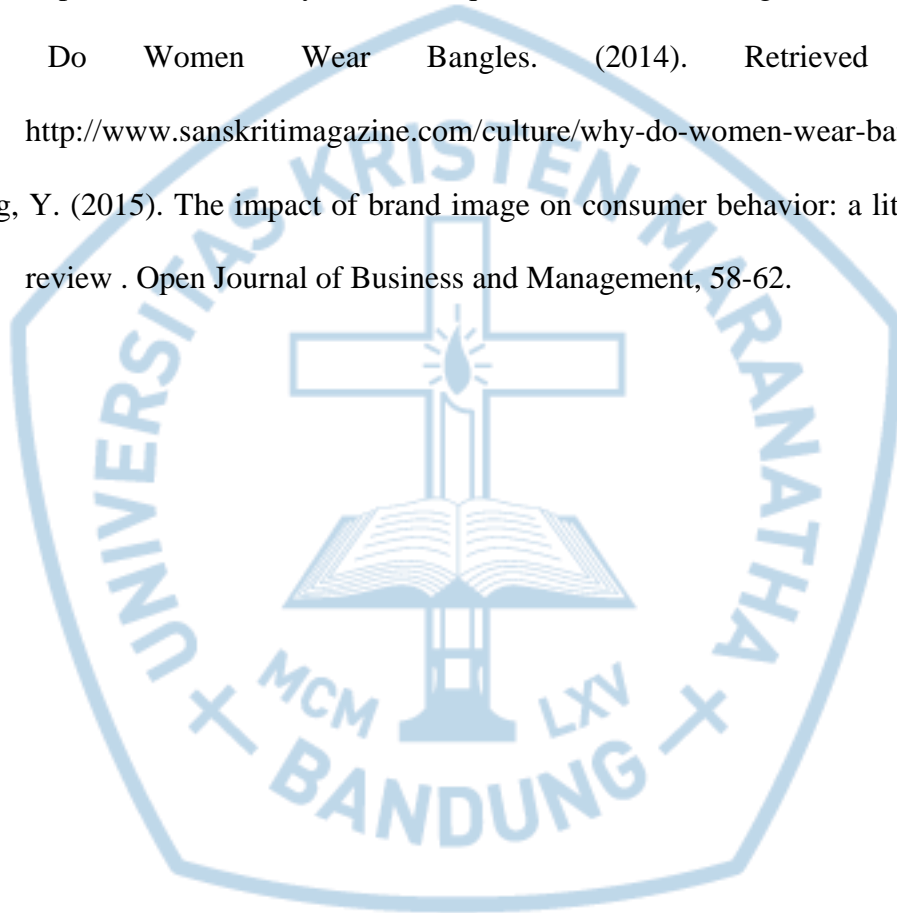 Do Women Wear Bangles. (2014). Retrieved
http://www.sanskritimagazine.com/culture/why-do-women-wear-ba
g, Y. (2015). The impact of brand image on consumer behavior: a lit
review . Open Journal of Business and Management, 58-62.
UNIVERSITAS KRISTEN MARANATHA
MCM LXV
BANDUNG